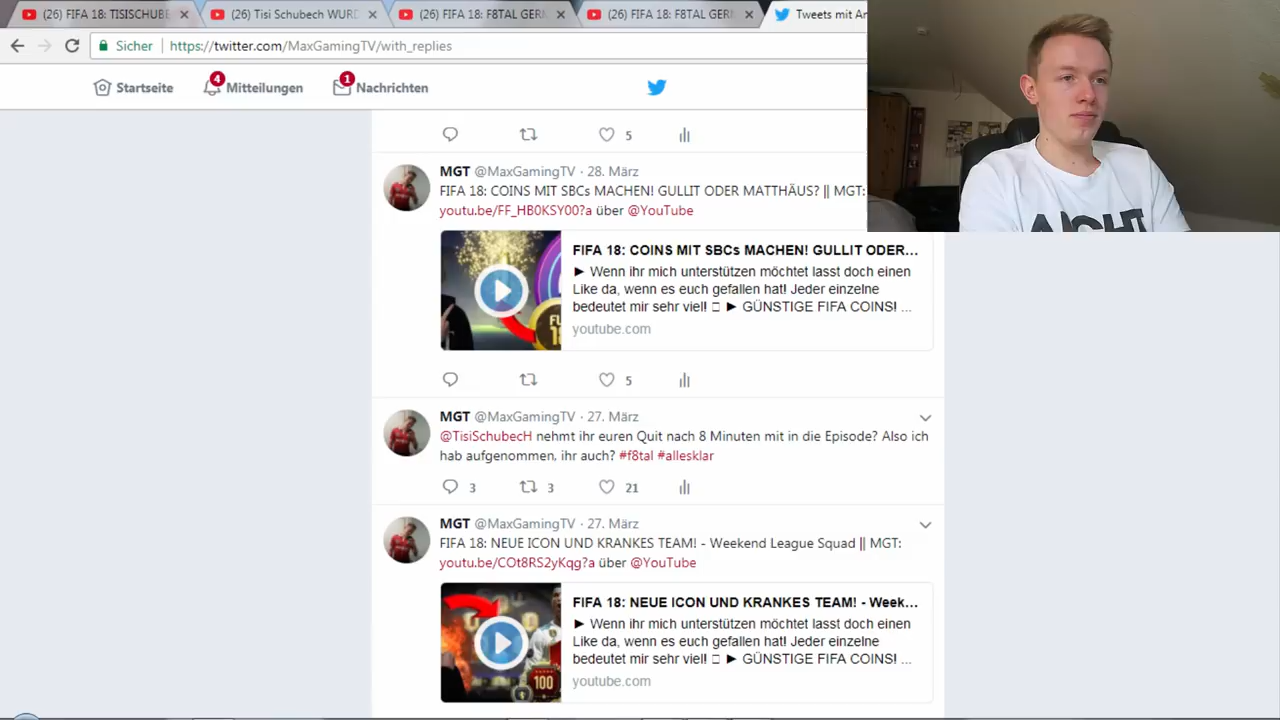 (26) FIFA 18: TISISCHUBE
(26) Tisi Schubech WURD
(26) FIFA 18: F8TAL GERM
(26) FIFA 18: F8TAL GERM
Tweets mit An
Sicher
https://twitter.com/MaxGamingTV/with_replies
Startseite
4
Mitteilungen
1
Nachrichten
5
MGT @MaxGamingTV · 28. März
FIFA 18: COINS MIT SBCs MACHEN! GULLIT ODER MATTHÄUS? || MGT:
youtu.be/FF_HB0KSY00?a über @YouTube
FIFA 18: COINS MIT SBCs MACHEN! GULLIT ODER...
► Wenn ihr mich unterstützen möchtet lasst doch einen
Like da, wenn es euch gefallen hat! Jeder einzelne
bedeutet mir sehr viel! ► GÜNSTIGE FIFA COINS! ...
youtube.com
5
MGT @MaxGamingTV · 27. März
@TisiSchubecH nehmt ihr euren Quit nach 8 Minuten mit in die Episode? Also ich
hab aufgenommen, ihr auch? #f8tal #allesklar
3
3
21
MGT @MaxGamingTV · 27. März
FIFA 18: NEUE ICON UND KRANKES TEAM! - Weekend League Squad || MGT:
youtu.be/COt8RS2yKqg?a über @YouTube
FIFA 18: NEUE ICON UND KRANKES TEAM! - Week...
► Wenn ihr mich unterstützen möchtet lasst doch einen
Like da, wenn es euch gefallen hat! Jeder einzelne
bedeutet mir sehr viel! ► GÜNSTIGE FIFA COINS! ...
100
youtube.com